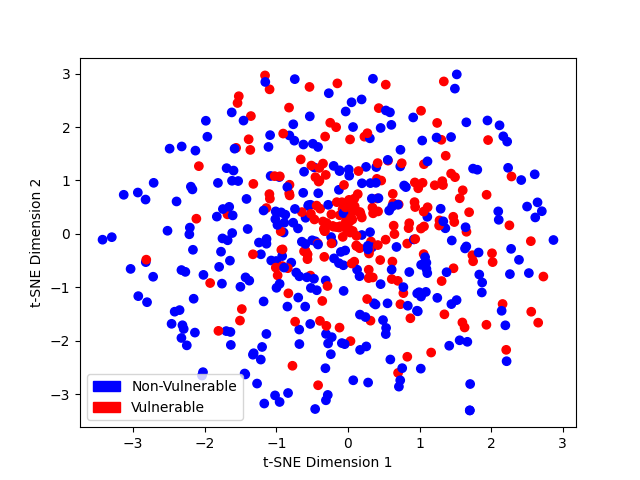 3
2
1
0
−1
−2
−3
t-SNE Dimension 2
Non-Vulnerable
Vulnerable
−3 −2 −1 0 1 2 3
t-SNE Dimension 1